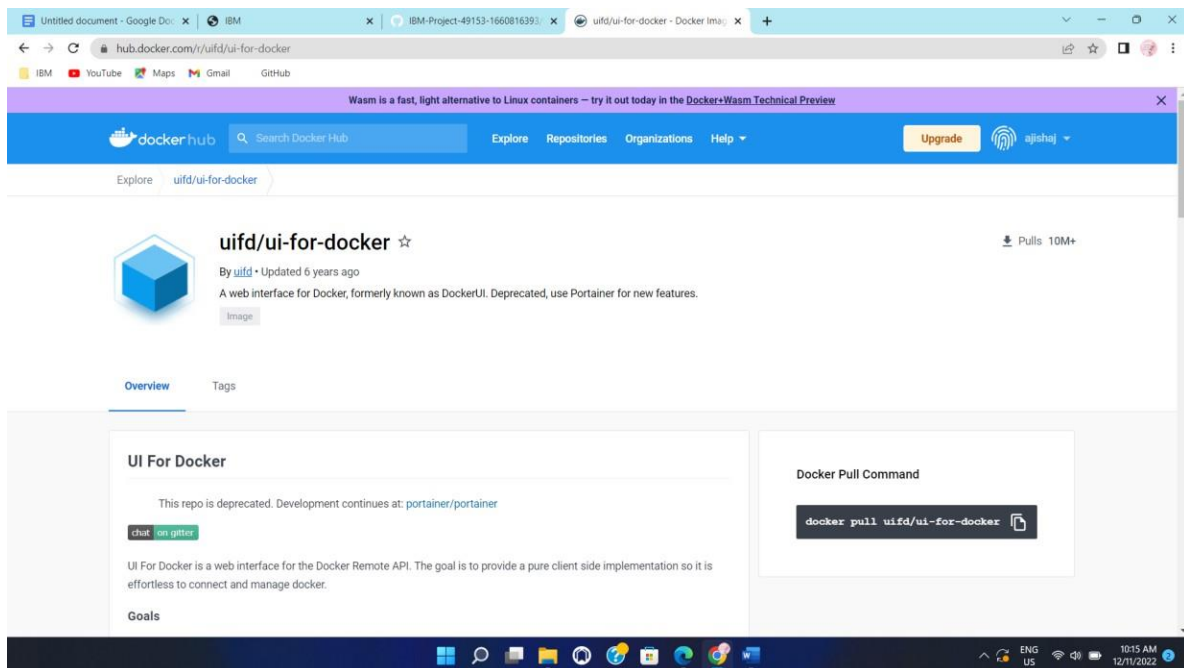 Untitled document - Google Doc
IBM
IBM-Project-49153-1660816393/
uifd/ui-for-docker - Docker Imag
hub.docker.com/r/uifd/ui-for-docker
IBM YouTube Maps Gmail GitHub
Wasm is a fast, light alternative to Linux containers — try it out today in the Docker+Wasm Technical Preview
dockerhub Search Docker Hub Explore Repositories Organizations Help Upgrade ajishaj
Explore uifd/ui-for-docker
uifd/ui-for-docker
Pulls 10M+
By uifd • Updated 6 years ago
A web interface for Docker, formerly known as DockerUI. Deprecated, use Portainer for new features.
Image
Overview Tags
UI For Docker
This repo is deprecated. Development continues at: portainer/portainer
chat on gitter
UI For Docker is a web interface for the Docker Remote API. The goal is to provide a pure client side implementation so it is
effortless to connect and manage docker.
Goals
Docker Pull Command
docker pull uifd/ui-for-docker
ENG
US
10:15 AM
12/11/2022
2